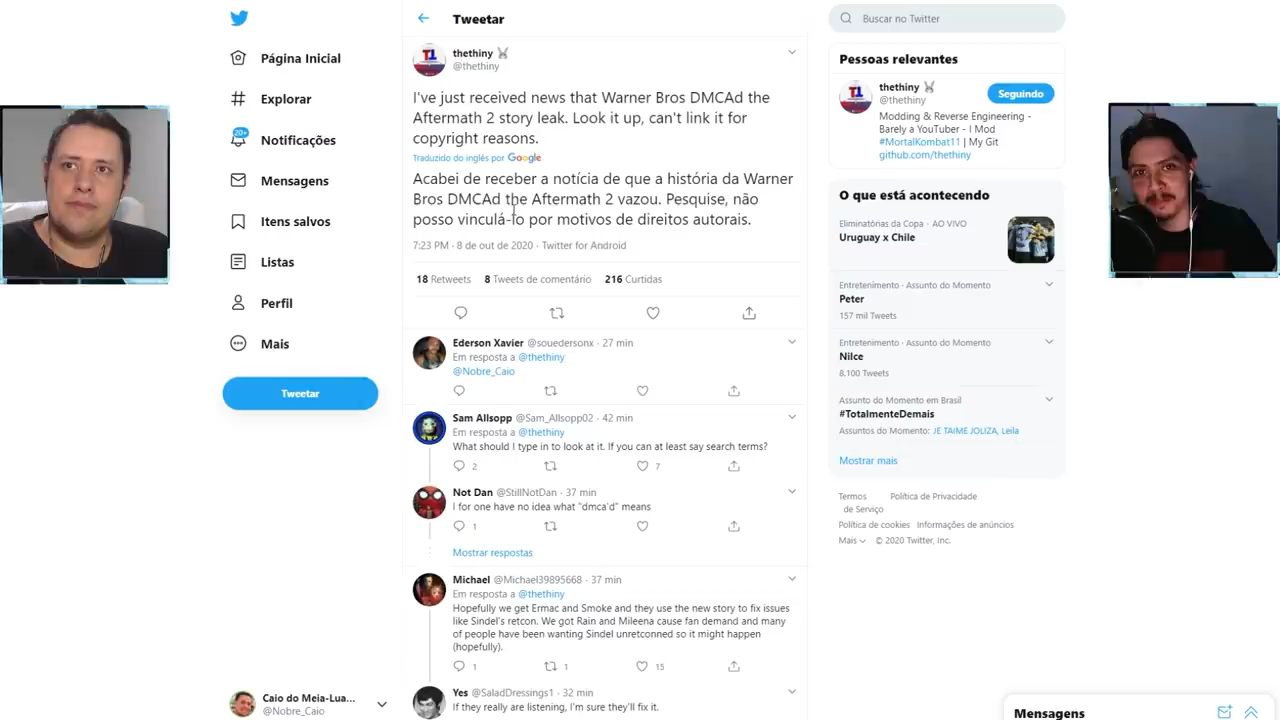 Página Inicial
Explorar
20+
Notificações
Mensagens
Itens salvos
Listas
Perfil
Mais
Tweetar
Caio do Meia-Lua...
@Nobre_Caio
Tweetar
thethiny
@thethiny
I've just received news that Warner Bros DMCAd the
Aftermath 2 story leak. Look it up, can't link it for
copyright reasons.
Traduzido do inglês por Google
Acabei de receber a notícia de que a história da Warner
Bros DMCAd the Aftermath 2 vazou. Pesquise, não
posso vinculá-lo por motivos de direitos autorais.
7:23 PM · 8 de out de 2020 · Twitter for Android
18 Retweets 8 Tweets de comentário 216 Curtidas
Ederson Xavier @souedersonx · 27 min
Em resposta a @thethiny
@Nobre_Caio
Sam Allsopp @Sam_Allsopp02 · 42 min
Em resposta a @thethiny
What should I type in to look at it. If you can at least say search terms?
2 7
Not Dan @StillNotDan · 37 min
I for one have no idea what "dmca'd" means
1
Mostrar respostas
Michael @Michael39895668 · 37 min
Em resposta a @thethiny
Hopefully we get Ermac and Smoke and they use the new story to fix issues
like Sindel's retcon. We got Rain and Mileena cause fan demand and many
of people have been wanting Sindel unretconned so it might happen
(hopefully).
1 1 15
Yes @SaladDressings1 · 32 min
If they really are listening, I'm sure they'll fix it.
Buscar no Twitter
Pessoas relevantes
thethiny
@thethiny
Seguindo
Modding & Reverse Engineering -
Barely a YouTuber - I Mod
#MortalKombat11 | My Git
github.com/thethiny
O que está acontecendo
Eliminatórias da Copa · AO VIVO
Uruguay x Chile
Entretenimento · Assunto do Momento
Peter
157 mil Tweets
Entretenimento · Assunto do Momento
Nilce
8.100 Tweets
Assunto do Momento em Brasil
#TotalmenteDemais
Assuntos do Momento: JE TAIME JOLIZA, Leila
Mostrar mais
Termos de Serviço Política de Privacidade
Política de cookies Informações de anúncios
Mais © 2020 Twitter, Inc.
Mensagens